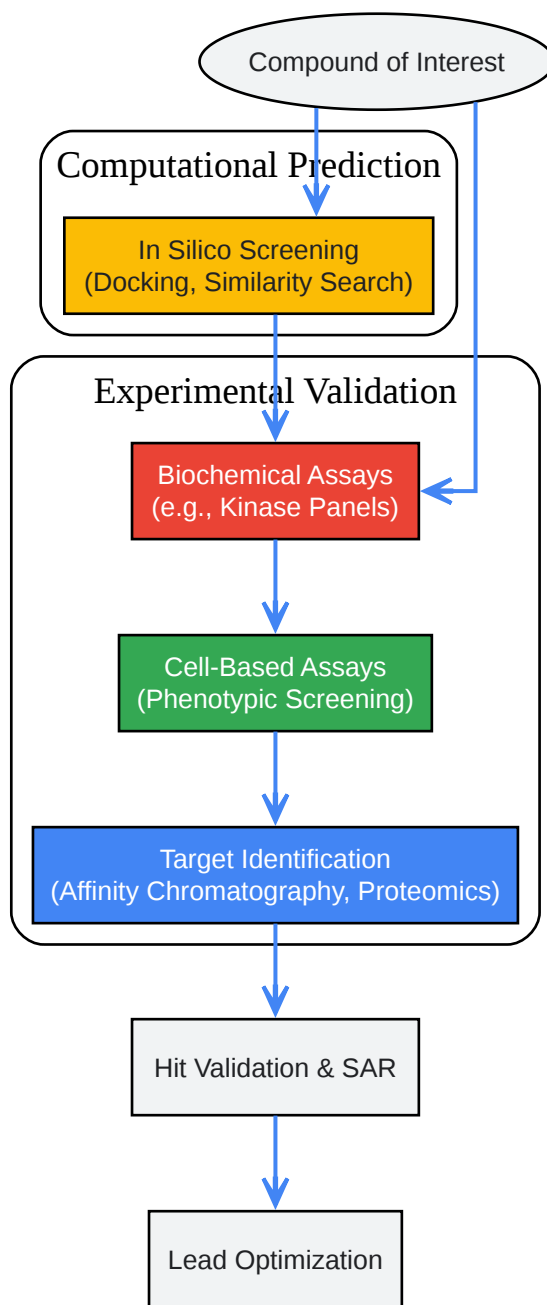 Compound of Interest
Computational Prediction
In Silico Screening
(Docking, Similarity Search)
Experimental Validation
Biochemical Assays
(e.g., Kinase Panels)
Cell-Based Assays
(Phenotypic Screening)
Target Identification
(Affinity Chromatography, Proteomics)
Hit Validation & SAR
Lead Optimization